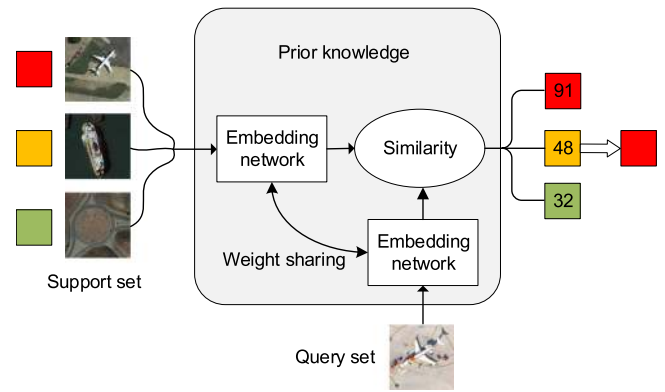 Prior knowledge
91
Embedding
network
Similarity
48
32
Weight sharing
Embedding
network
Support set
Query set